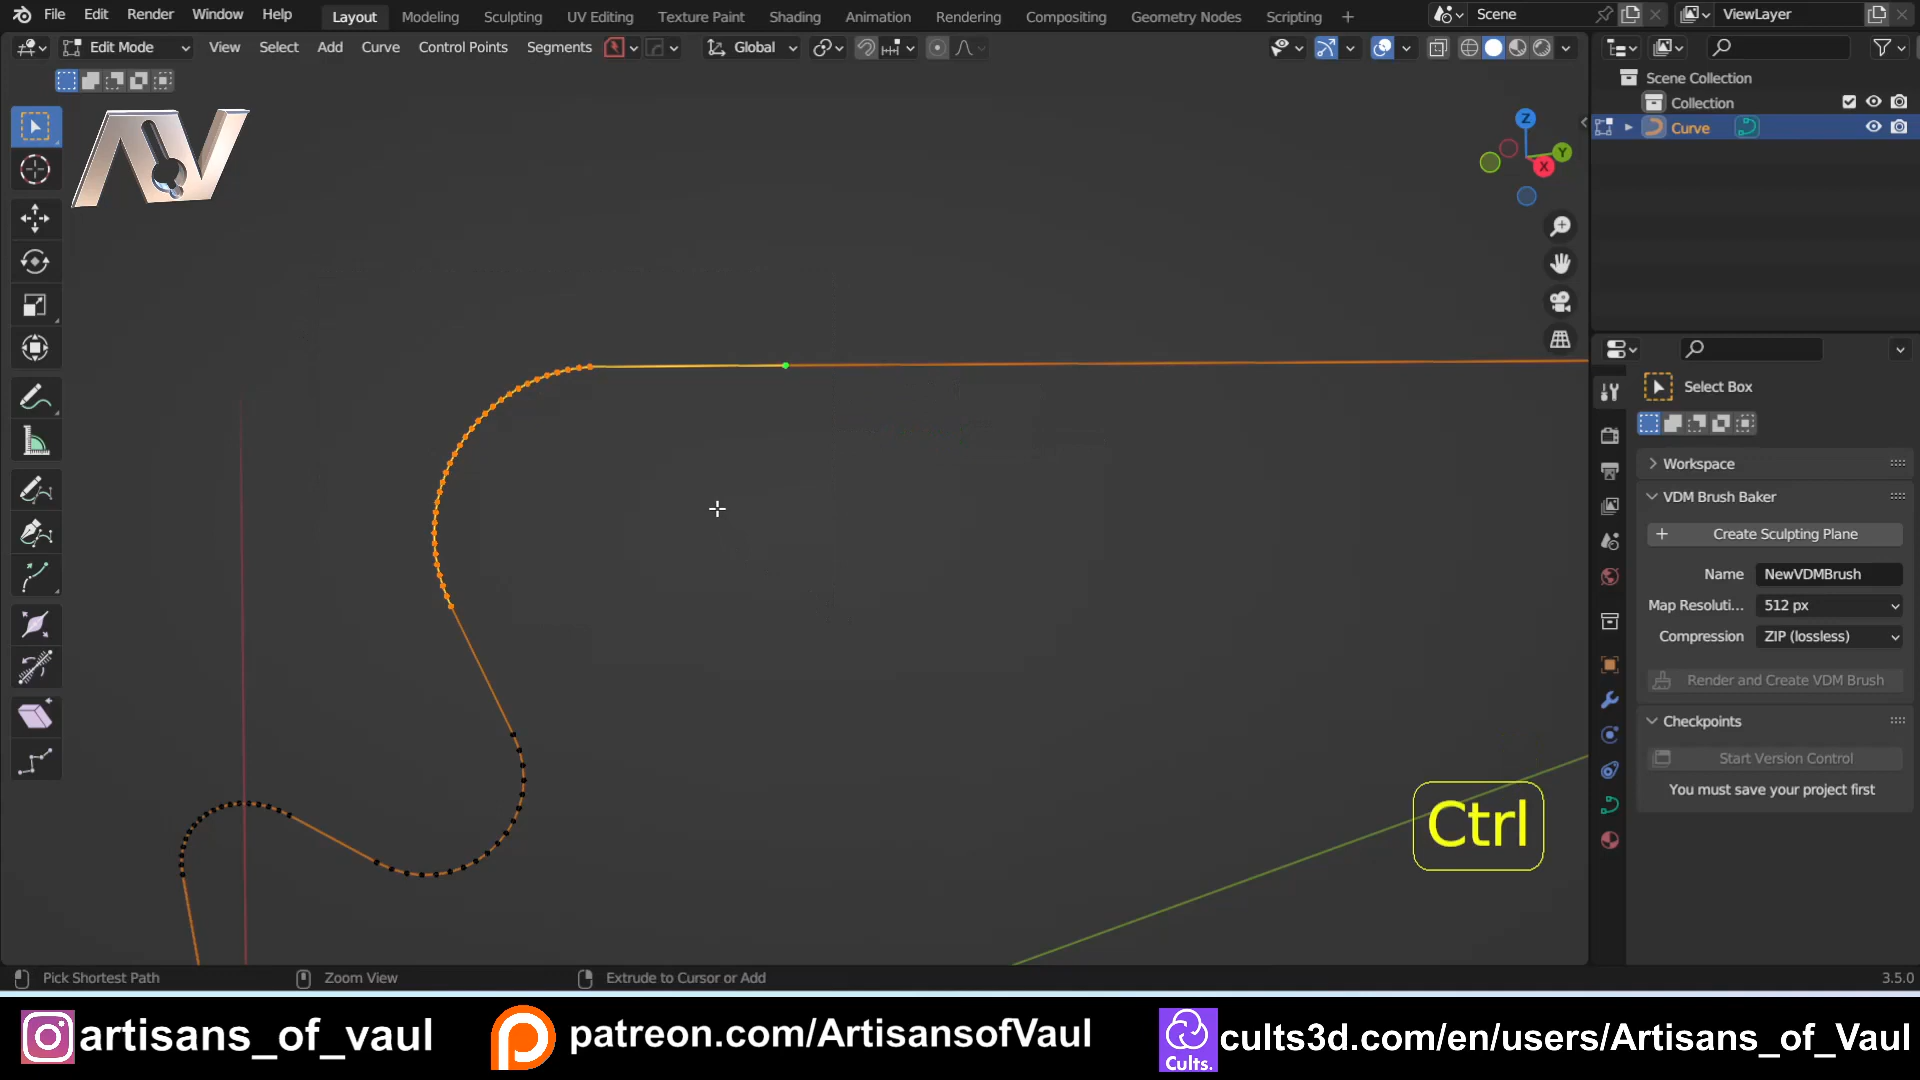 File Edit Render Window Help Layout Modeling Sculpting UV Editing Texture Paint Shading Animation Rendering Compositing Geometry Nodes Scripting + Scene ViewLayer
Edit Mode View Select Add Curve Control Points Segments Global
Scene Collection
Collection
Curve
Z
Y
X
Select Box
Workspace
VDM Brush Baker
+ Create Sculpting Plane
Name NewVDMBrush
Map Resoluti... 512 px
Compression ZIP (lossless)
Render and Create VDM Brush
Checkpoints
Start Version Control
You must save your project first
Ctrl
Pick Shortest Path Zoom View Extrude to Cursor or Add 3.5.0
artisans_of_vaul patreon.com/ArtisansofVaul Cults. cults3d.com/en/users/Artisans_of_Vaul